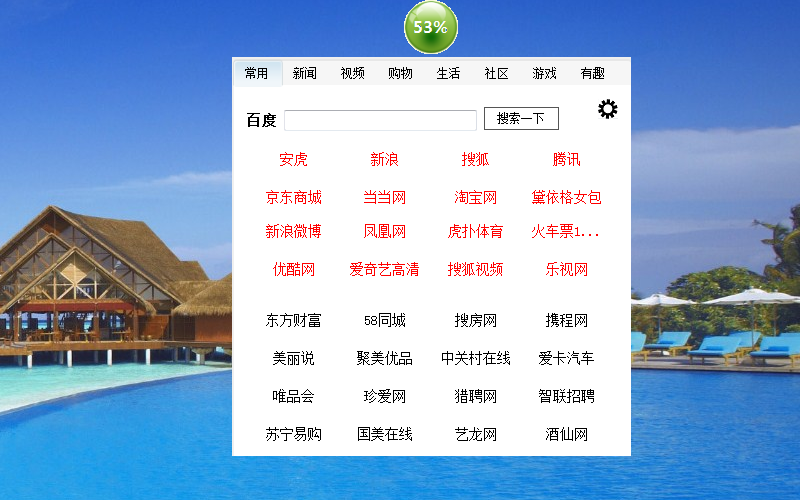 53%
常用 新闻 视频 购物 生活 社区 游戏 有趣
百度 搜索一下
安虎 新浪 搜狐 腾讯
京东商城 当当网 淘宝网 黛依格女包
新浪微博 凤凰网 虎扑体育 火车票1...
优酷网 爱奇艺高清 搜狐视频 乐视网
东方财富 58同城 搜房网 携程网
美丽说 聚美优品 中关村在线 爱卡汽车
唯品会 珍爱网 猎聘网 智联招聘
苏宁易购 国美在线 艺龙网 酒仙网